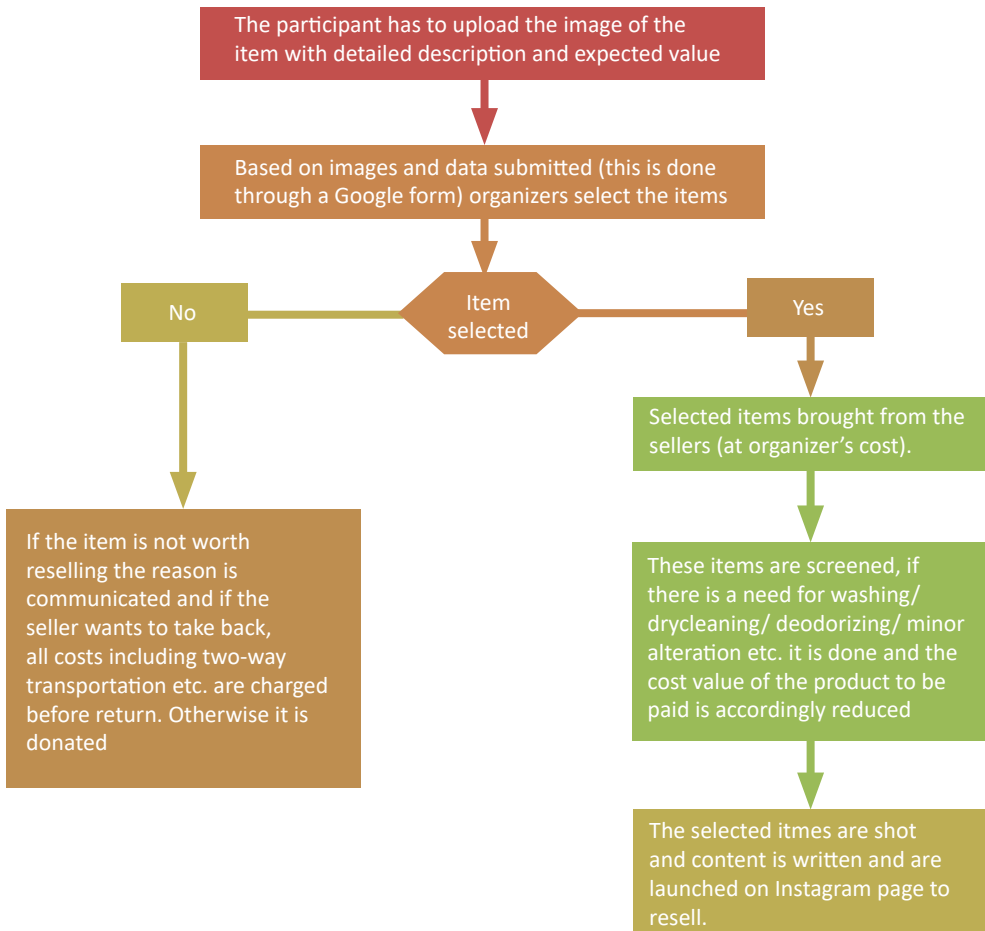 The participant has to upload the image of the
item with detailed description and expected value
Based on images and data submitted (this is done
through a Google form) organizers select the items
Item
selected
No
Yes
Selected items brought from the
sellers (at organizer’s cost).
If the item is not worth
reselling the reason is
communicated and if the
seller wants to take back,
all costs including two-way
transportation etc. are charged
before return. Otherwise it is
donated
These items are screened, if
there is a need for washing/
drycleaning/ deodorizing/ minor
alteration etc. it is done and the
cost value of the product to be
paid is accordingly reduced
The selected itmes are shot
and content is written and are
launched on Instagram page to
resell.